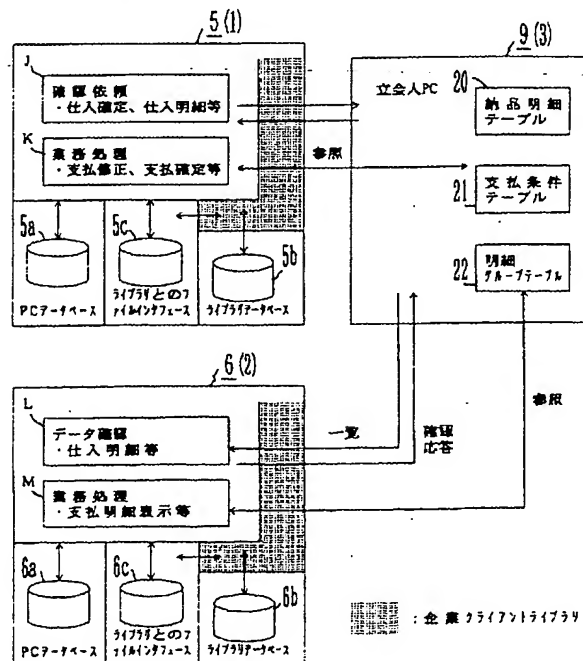 5 (1)
J
確認依頼
・仕入確定、仕入明細等
K
業務処理
・支払修正、支払確定等
5a
5c
5b
PCデータベース
ライブラリとのフ
ァイルインタフェース
ライブラリデータベース
9 (3)
立会人PC
20
納品明細
テーブル
参照
21
支払条件
テーブル
22
明細
グループテーブル
6 (2)
L
データ確認
・仕入明細等
M
業務処理
・支払明細表示等
一覧
確認
応答
参照
6a
6c
6b
PCデータベース
ライブラリとの
ファイルインタフェース
ライブラリデータベース
：企業クライアントライブラリ